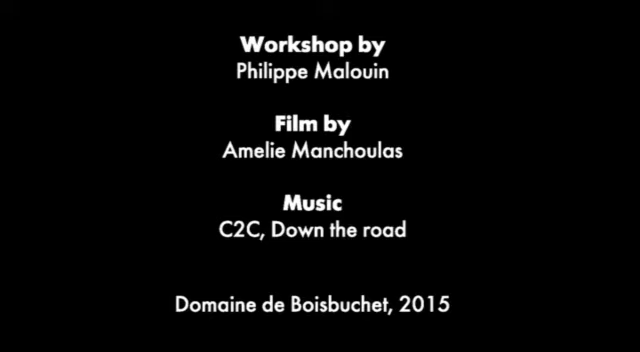 Workshop by
Philippe Malouin
Film by
Amelie Manchoulas
Music
C2C, Down the road
Domaine de Boisbuchet, 2015